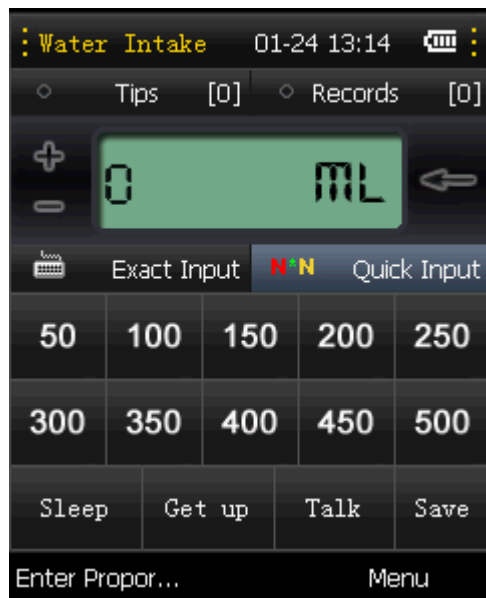 Water Intake 01-24 13:14
Tips [0] Records [0]
0 ML
Exact Input N*N Quick Input
50 100 150 200 250
300 350 400 450 500
Sleep Get up Talk Save
Enter Propor... Menu